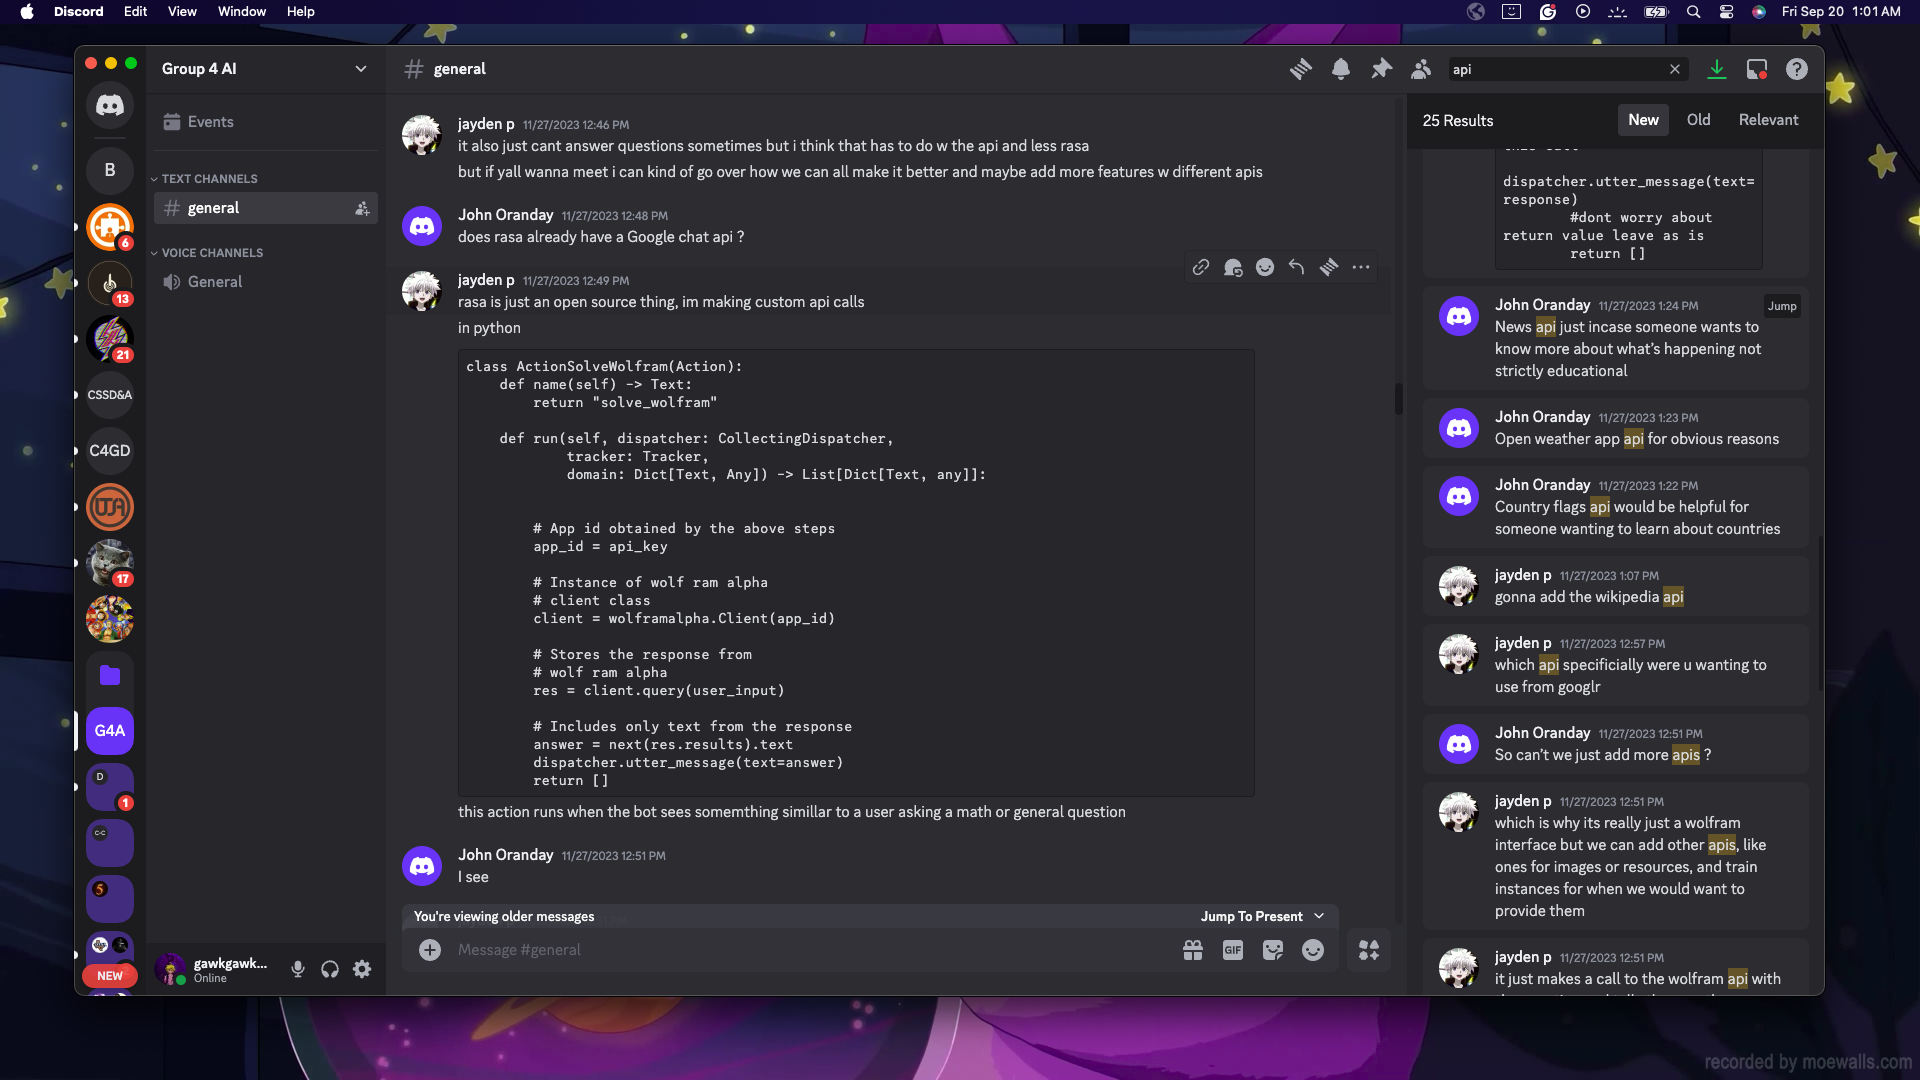 Discord Edit View Window Help
Fri Sep 20 1:01 AM
Group 4 AI
general
api
B
6
13
21
CSSD&A
C4GD
UTA
17
G4A
D
1
C-C
5
NEW
Events
TEXT CHANNELS
general
VOICE CHANNELS
General
gawkgawk...
Online
jayden p 11/27/2023 12:46 PM
it also just cant answer questions sometimes but i think that has to do w the api and less rasa
but if yall wanna meet i can kind of go over how we can all make it better and maybe add more features w different apis
John Oranday 11/27/2023 12:48 PM
does rasa already have a Google chat api ?
jayden p 11/27/2023 12:49 PM
rasa is just an open source thing, im making custom api calls
in python
class ActionSolveWolfram(Action):
def name(self) -> Text:
return "solve_wolfram"
def run(self, dispatcher: CollectingDispatcher,
tracker: Tracker,
domain: Dict[Text, Any]) -> List[Dict[Text, any]]:
# App id obtained by the above steps
app_id = api_key
# Instance of wolf ram alpha
# client class
client = wolframalpha.Client(app_id)
# Stores the response from
# wolf ram alpha
res = client.query(user_input)
# Includes only text from the response
answer = next(res.results).text
dispatcher.utter_message(text=answer)
return []
this action runs when the bot sees somemthing simillar to a user asking a math or general question
John Oranday 11/27/2023 12:51 PM
I see
You're viewing older messages
Jump To Present
Message #general
GIF
25 Results
New
Old
Relevant
dispatcher.utter_message(text=
response)
#dont worry about
return value leave as is
return []
John Oranday 11/27/2023 1:24 PM
Jump
News api just incase someone wants to
know more about what's happening not
strictly educational
John Oranday 11/27/2023 1:23 PM
Open weather app api for obvious reasons
John Oranday 11/27/2023 1:22 PM
Country flags api would be helpful for
someone wanting to learn about countries
jayden p 11/27/2023 1:07 PM
gonna add the wikipedia api
jayden p 11/27/2023 12:57 PM
which api specificially were u wanting to
use from googlr
John Oranday 11/27/2023 12:51 PM
So can't we just add more apis ?
jayden p 11/27/2023 12:51 PM
which is why its really just a wolfram
interface but we can add other apis, like
ones for images or resources, and train
instances for when we would want to
provide them
jayden p 11/27/2023 12:51 PM
it just makes a call to the wolfram api with
recorded by moewalls.com